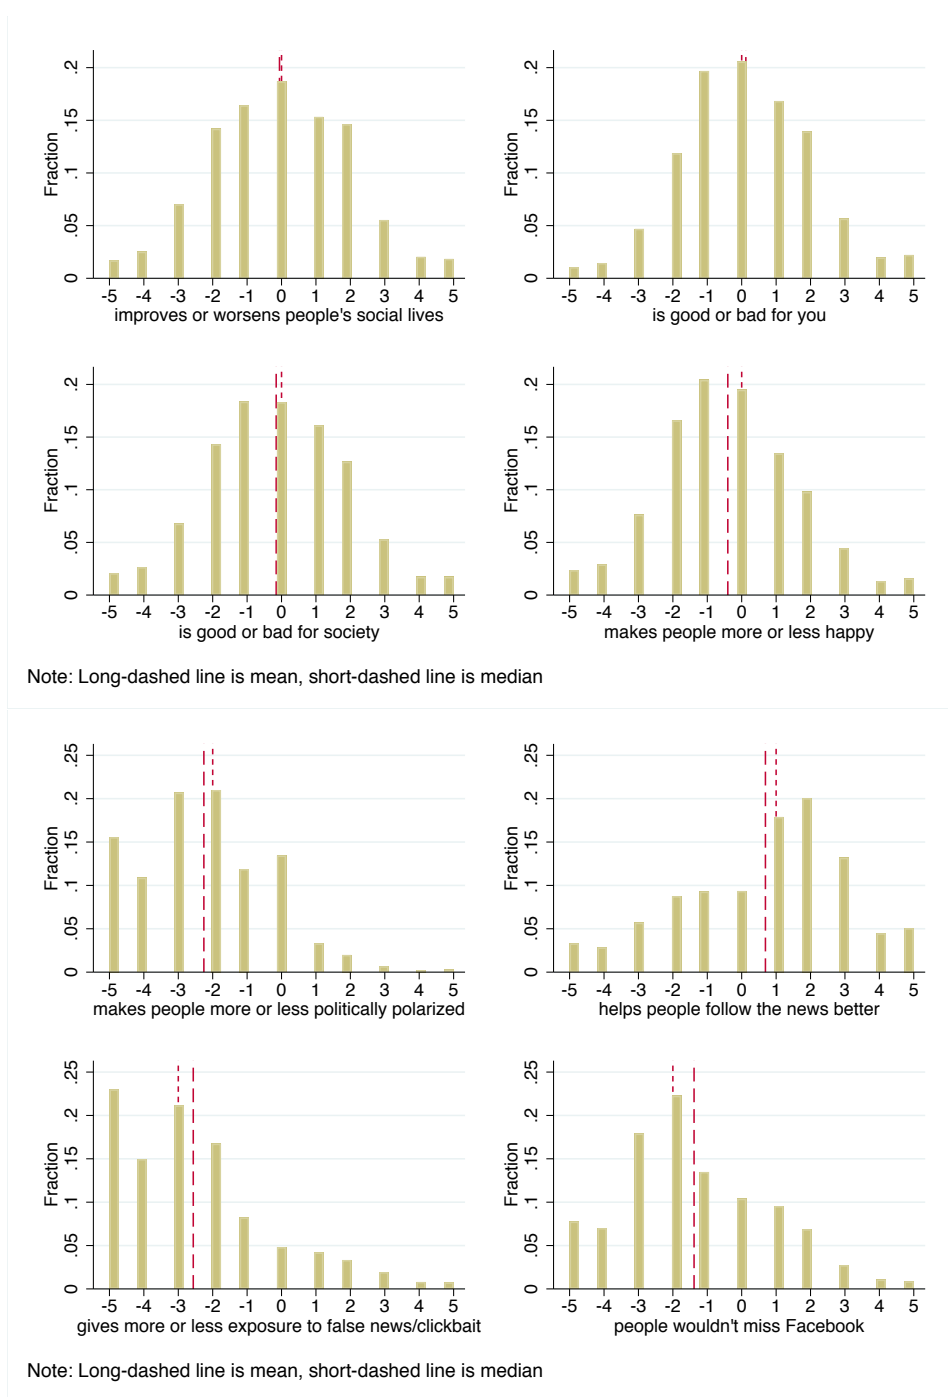 Fraction
0 .05 .1 .15 .2
-5 -4 -3 -2 -1 0 1 2 3 4 5
improves or worsens people's social lives
Fraction
0 .05 .1 .15 .2
-5 -4 -3 -2 -1 0 1 2 3 4 5
is good or bad for you
Fraction
0 .05 .1 .15 .2
-5 -4 -3 -2 -1 0 1 2 3 4 5
is good or bad for society
Fraction
0 .05 .1 .15 .2
-5 -4 -3 -2 -1 0 1 2 3 4 5
makes people more or less happy
Note: Long-dashed line is mean, short-dashed line is median
Fraction
0 .05 .1 .15 .2 .25
-5 -4 -3 -2 -1 0 1 2 3 4 5
makes people more or less politically polarized
Fraction
0 .05 .1 .15 .2 .25
-5 -4 -3 -2 -1 0 1 2 3 4 5
helps people follow the news better
Fraction
0 .05 .1 .15 .2 .25
-5 -4 -3 -2 -1 0 1 2 3 4 5
gives more or less exposure to false news/clickbait
Fraction
0 .05 .1 .15 .2 .25
-5 -4 -3 -2 -1 0 1 2 3 4 5
people wouldn't miss Facebook
Note: Long-dashed line is mean, short-dashed line is median